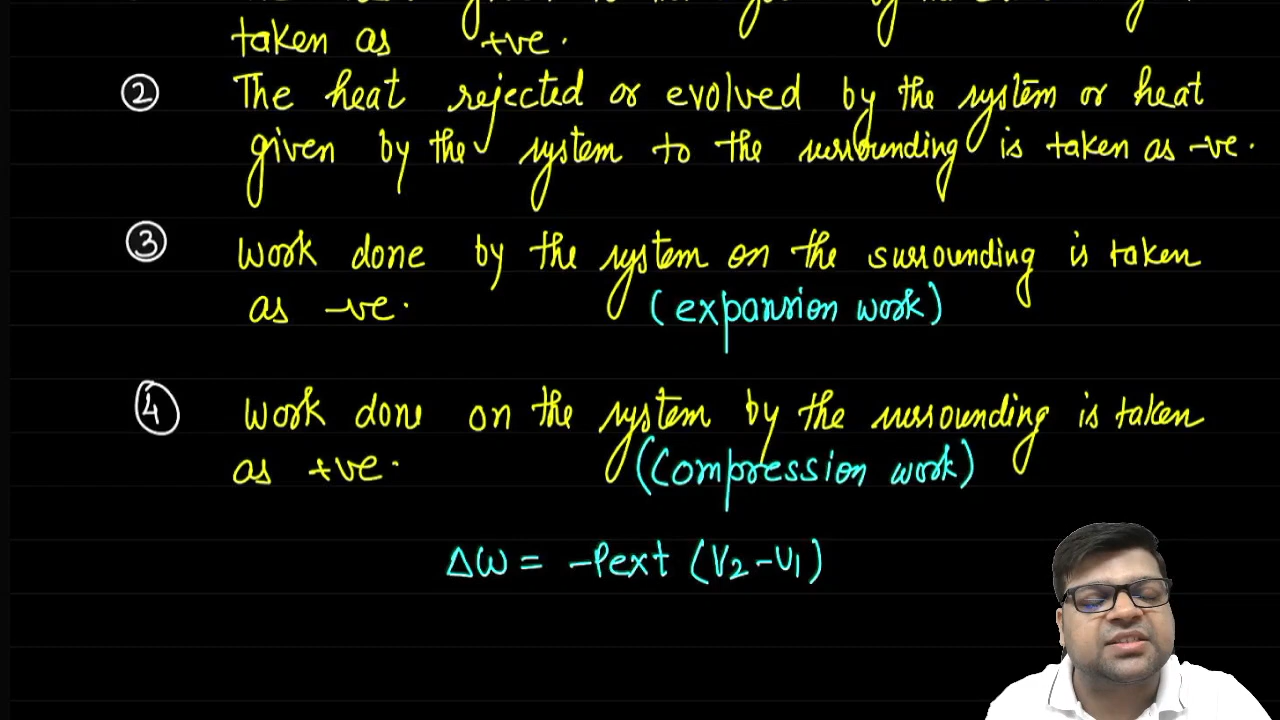 taken as +ve.
② The heat rejected or evolved by the system or heat
given by the system to the surrounding is taken as -ve.
③ Work done by the system on the surrounding is taken
as -ve. (expansion work)
④ Work done on the system by the surrounding is taken
as +ve. (Compression work)
ΔW = -Pext (V2-V1)